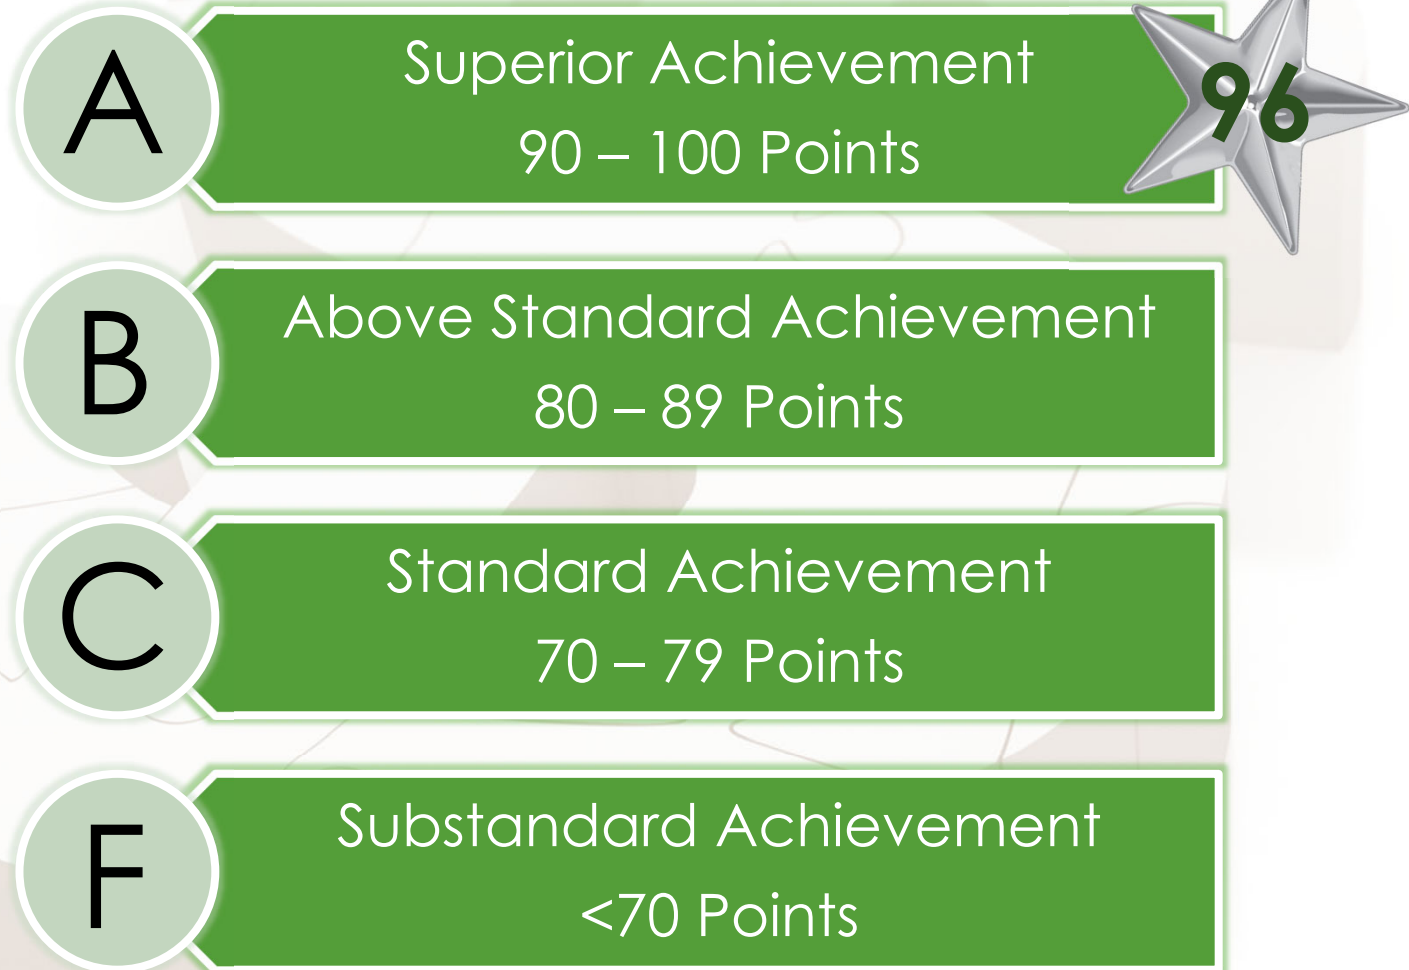 A
Superior Achievement
90 – 100 Points
96
B
Above Standard Achievement
80 – 89 Points
C
Standard Achievement
70 – 79 Points
F
Substandard Achievement
<70 Points